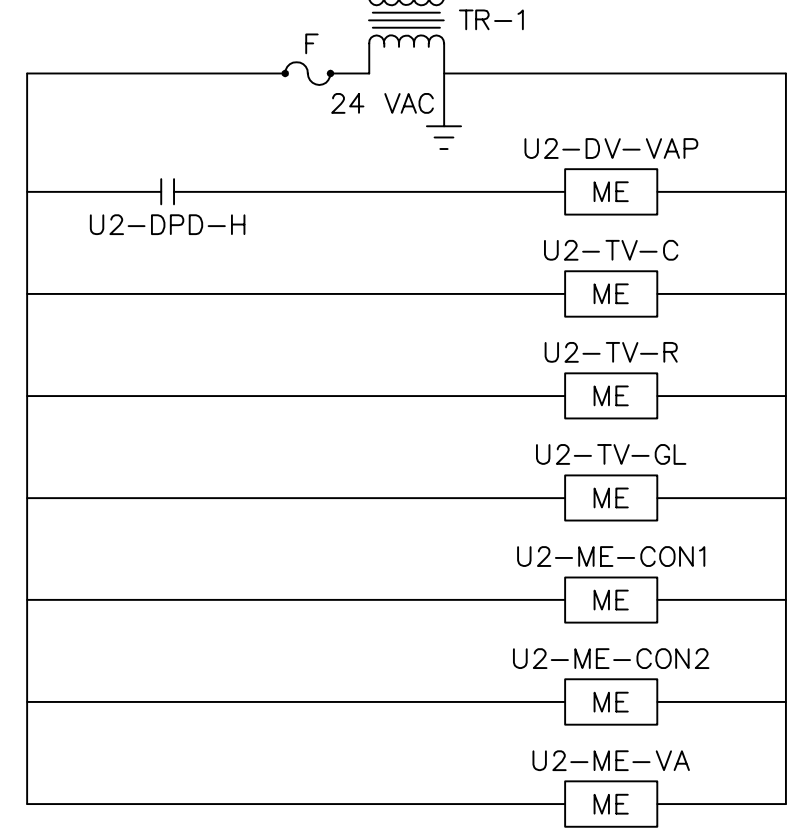 TR-1
F
24 VAC
U2-DV-VAP
ME
U2-DPD-H
U2-TV-C
ME
U2-TV-R
ME
U2-TV-GL
ME
U2-ME-CON1
ME
U2-ME-CON2
ME
U2-ME-VA
ME